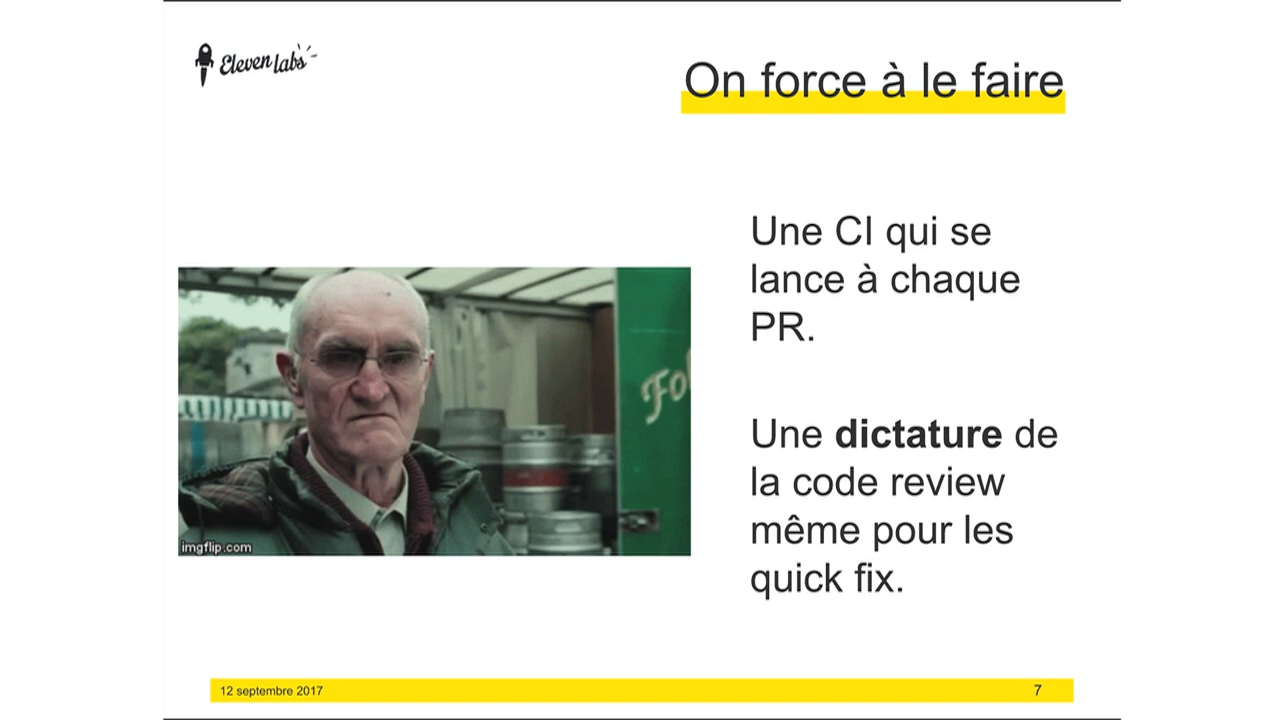 Eleven labs
On force à le faire
Une CI qui se
lance à chaque
PR.
Une dictature de
la code review
même pour les
quick fix.
Fo
imgflip.com
12 septembre 2017
7